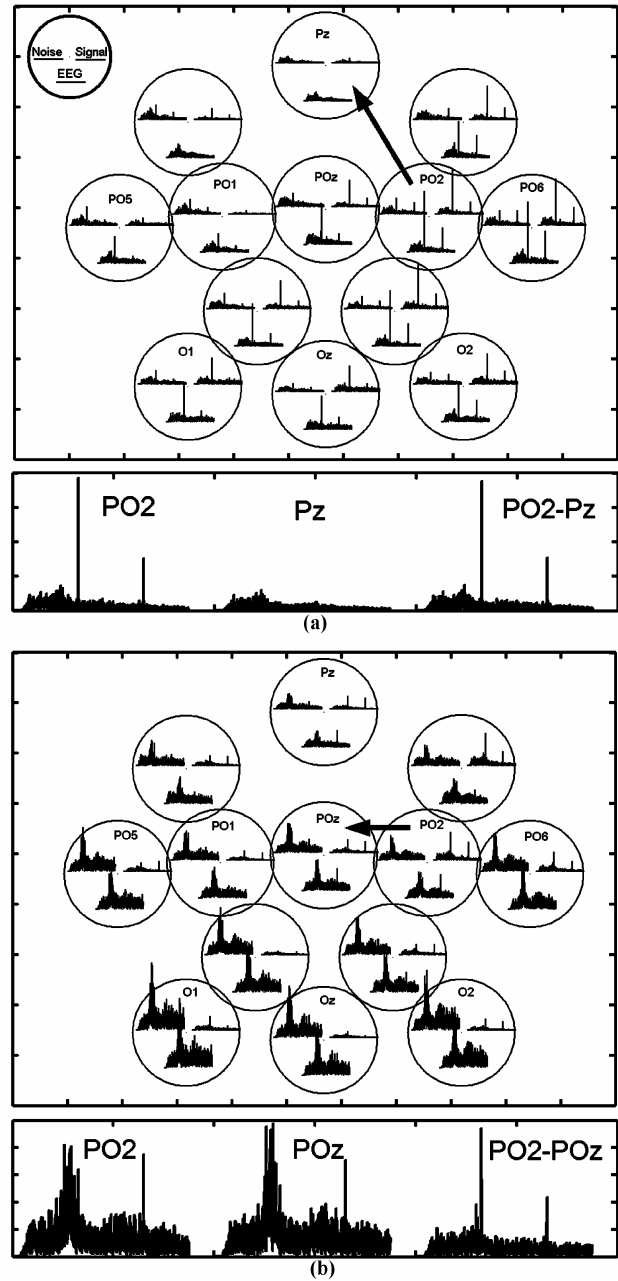 Pz
Noise Signal
EEG
PO5 PO1 POz PO2 PO6
O1 Oz O2
PO2 Pz PO2-Pz
(a)
Pz
PO5 PO1 POz PO2 PO6
O1 Oz O2
PO2 POz PO2-POz
(b)